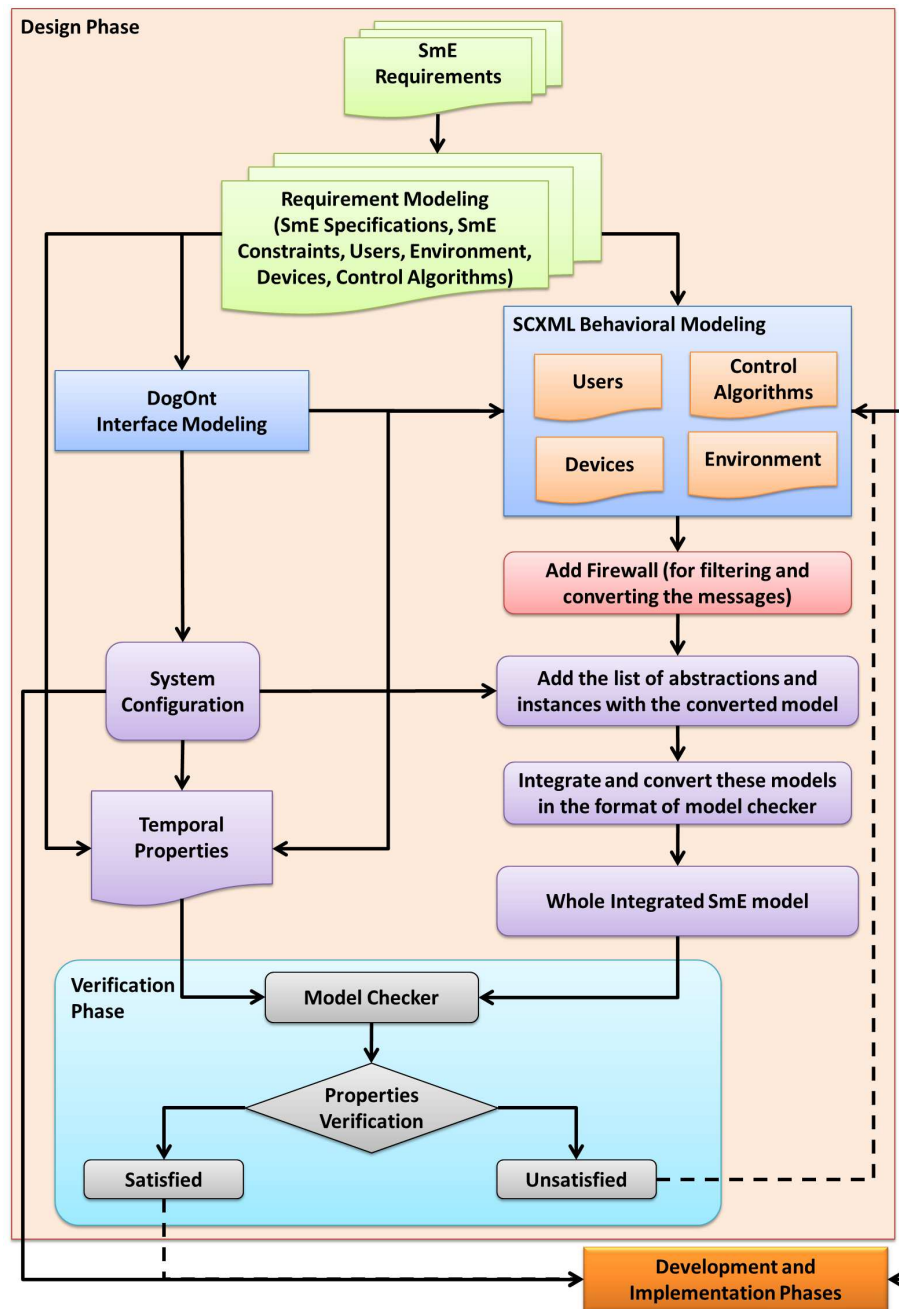 Design Phase
SmE
Requirements
Requirement Modeling
(SmE Specifications, SmE
Constraints, Users, Environment,
Devices, Control Algorithms)
SCXML Behavioral Modeling
Users
Control
Algorithms
Devices
Environment
DogOnt
Interface Modeling
Add Firewall (for filtering and
converting the messages)
System
Configuration
Add the list of abstractions and
instances with the converted model
Integrate and convert these models
in the format of model checker
Temporal
Properties
Whole Integrated SmE model
Verification
Phase
Model Checker
Properties
Verification
Satisfied
Unsatisfied
Development and
Implementation Phases